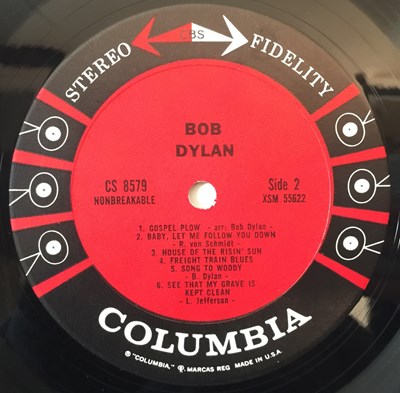 STEREO CBS FIDELITY
BOB
DYLAN
CS 8579
NONBREAKABLE
Side 2
XSM 55622
1. GOSPEL PLOW - arr: Bob Dylan -
2. BABY, LET ME FOLLOW YOU DOWN
- R. von Schmidt -
3. HOUSE OF THE RISIN' SUN
4. FREIGHT TRAIN BLUES
5. SONG TO WOODY
- B. Dylan -
6. SEE THAT MY GRAVE IS
KEPT CLEAN
- L. Jefferson -
COLUMBIA
® "COLUMBIA," MARCAS REG MADE IN U.S.A.